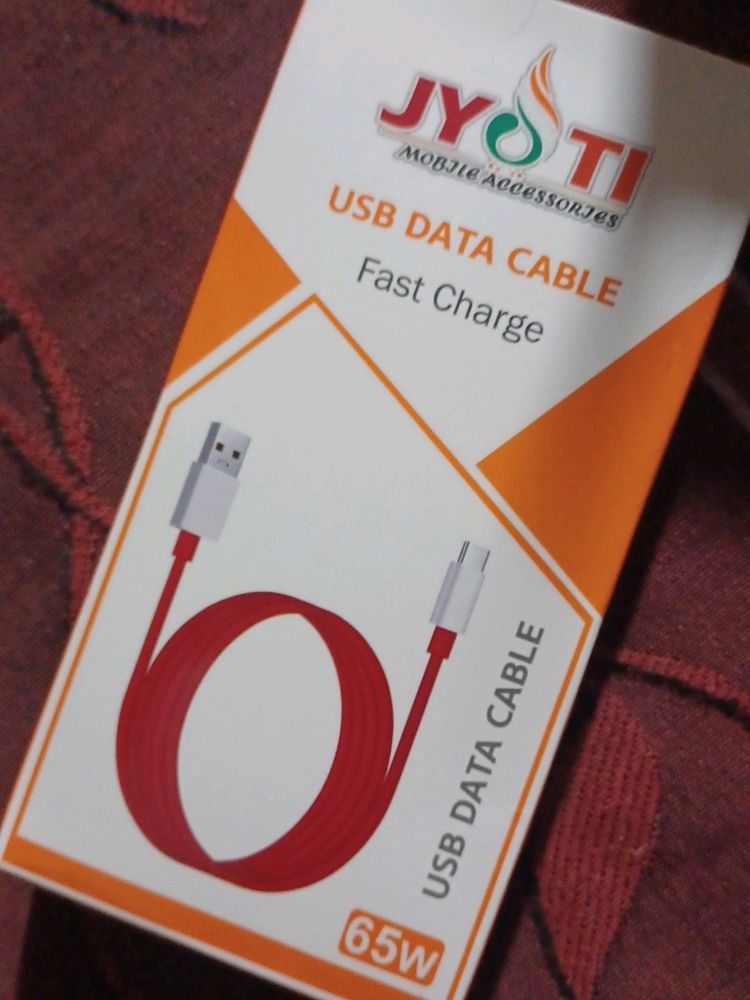 JYOTI
MOBILE ACCESSORIES
USB DATA CABLE
Fast Charge
USB DATA CABLE
65W